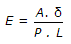 E = A. δ / P . L